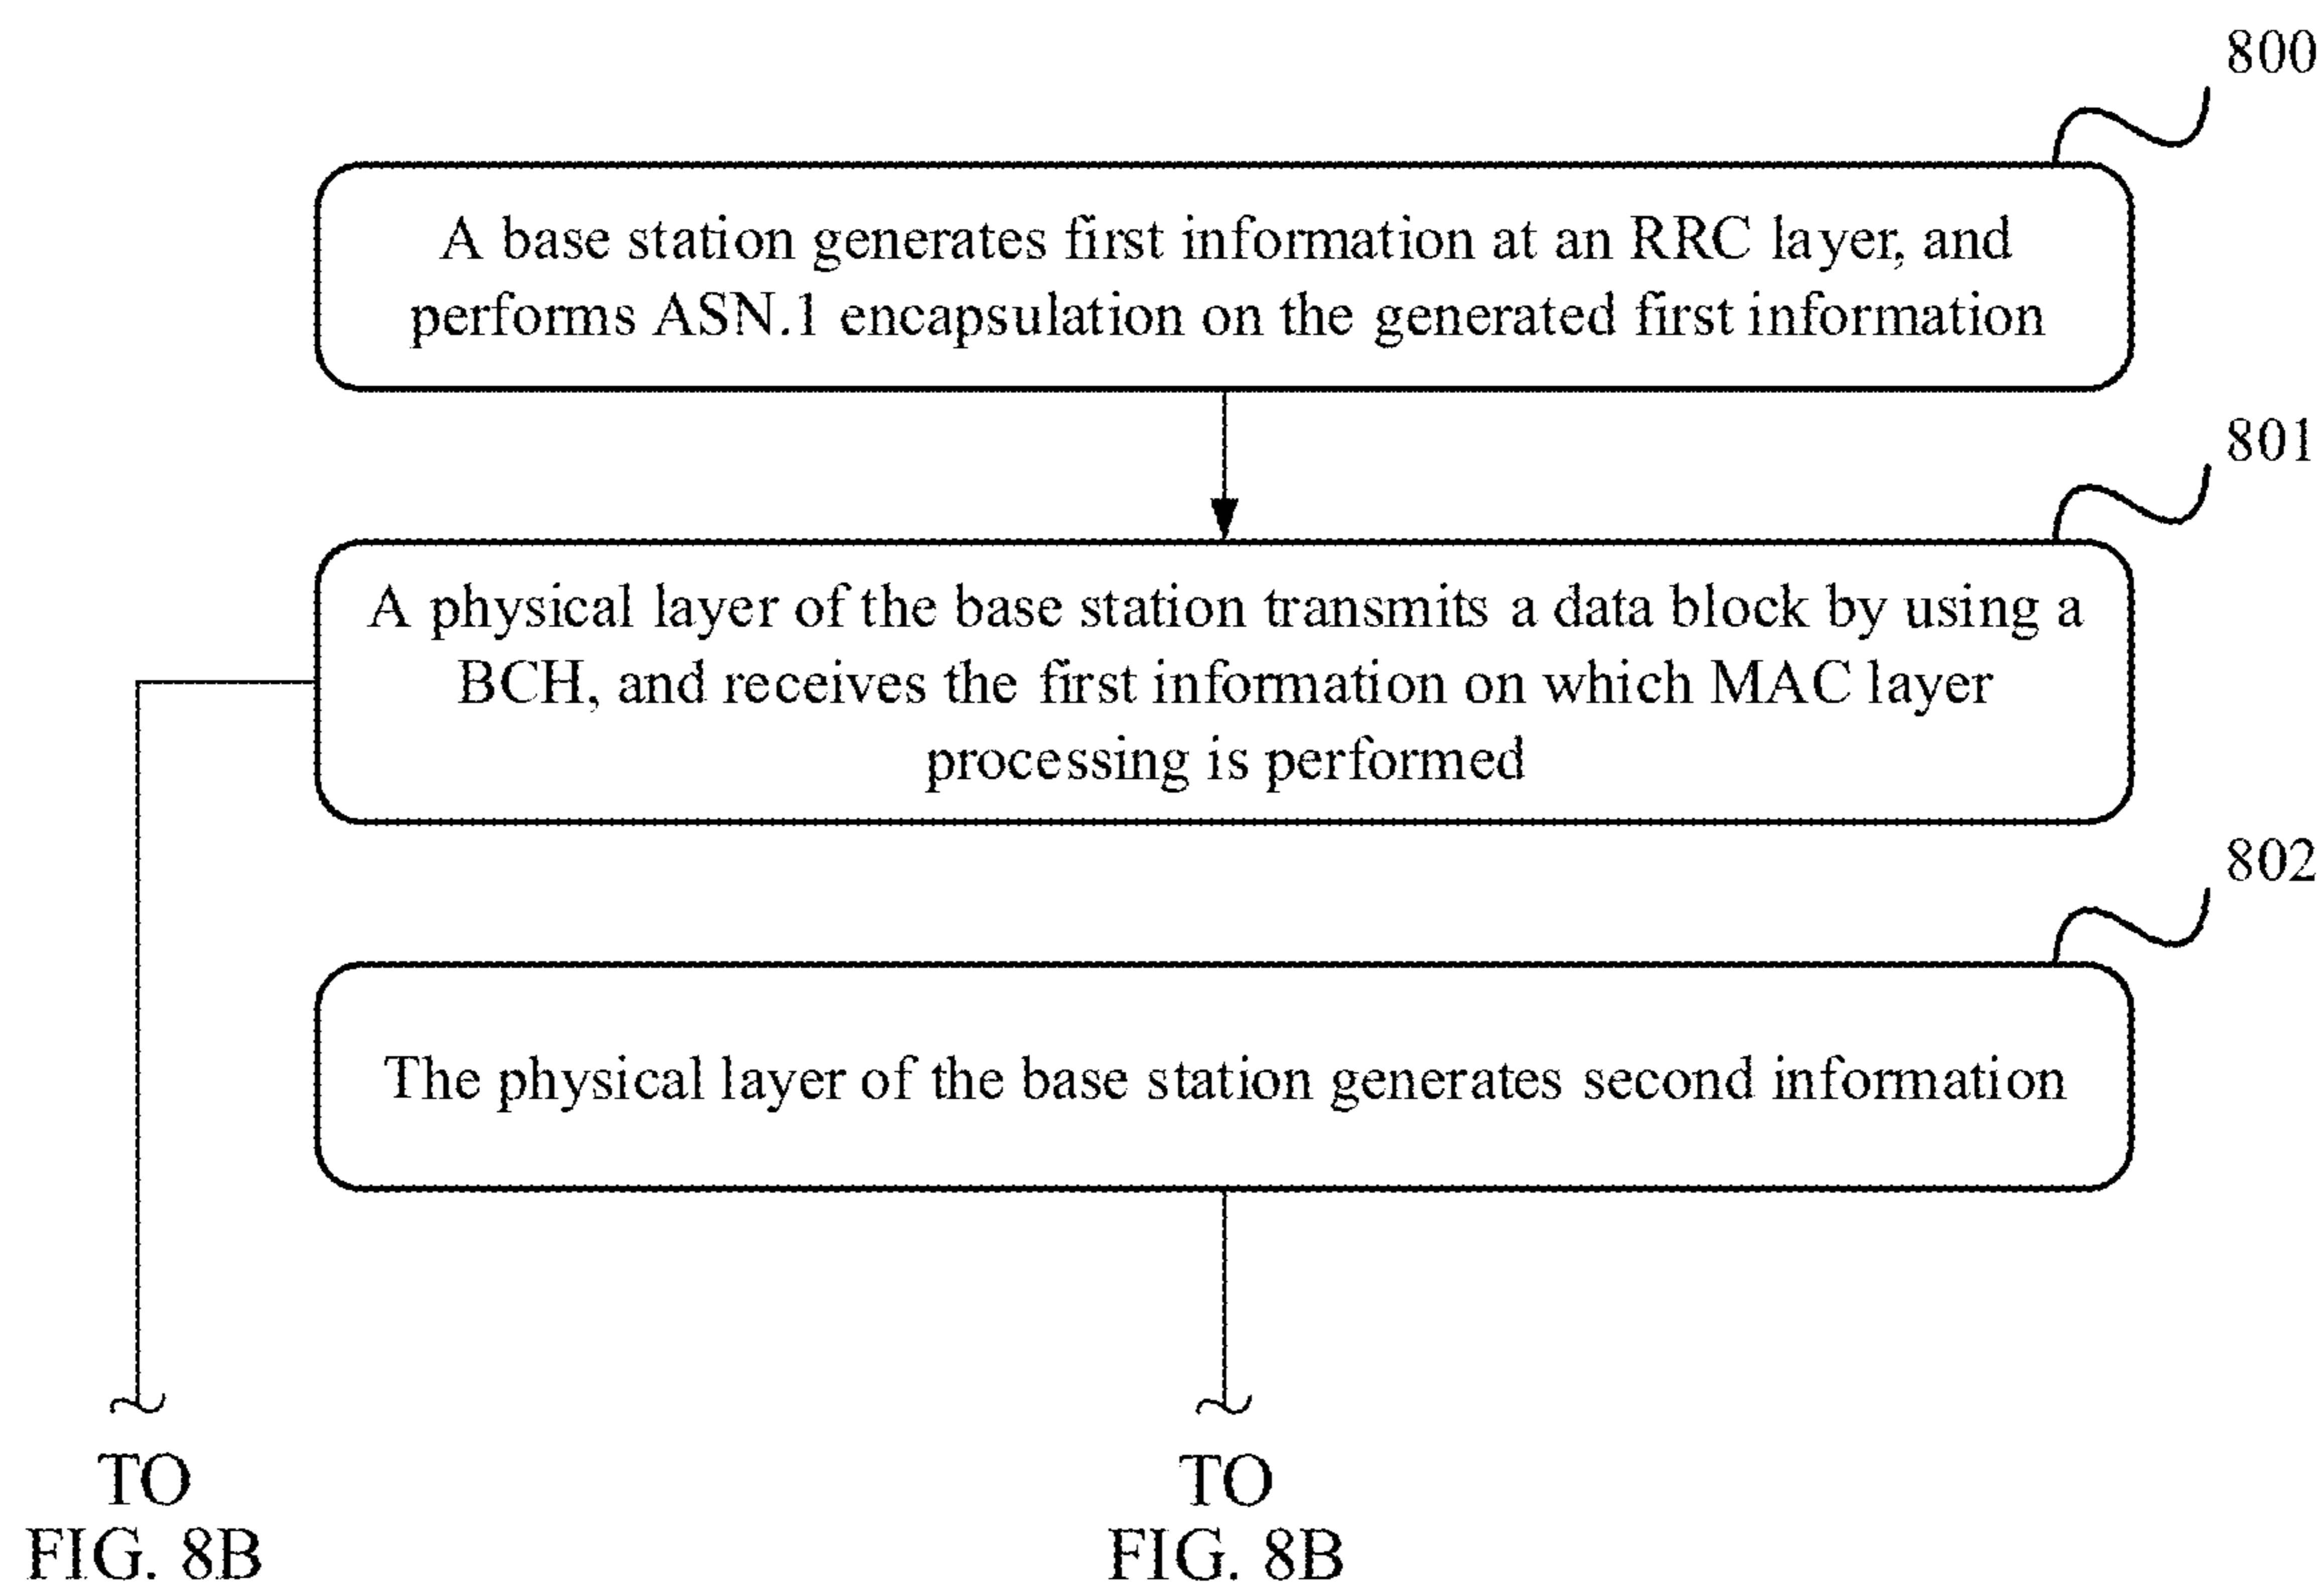 800
A base station generates first information at an RRC layer, and
performs ASN.1 encapsulation on the generated first information
801
A physical layer of the base station transmits a data block by using a
BCH, and receives the first information on which MAC layer
processing is performed
802
The physical layer of the base station generates second information
TO
FIG. 8B
TO
FIG. 8B